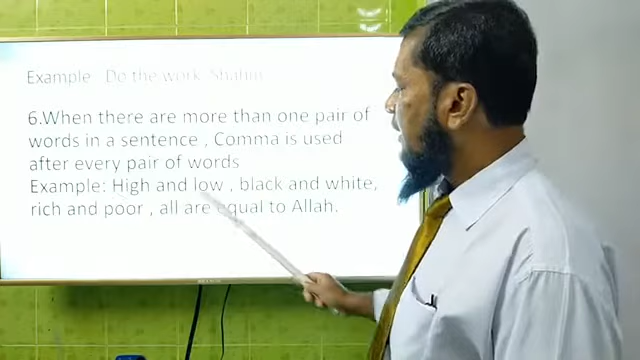 Example : Do the work, Shahin.
6.When there are more than one pair of
words in a sentence , Comma is used
after every pair of words
Example: High and low , black and white,
rich and poor , all are equal to Allah.